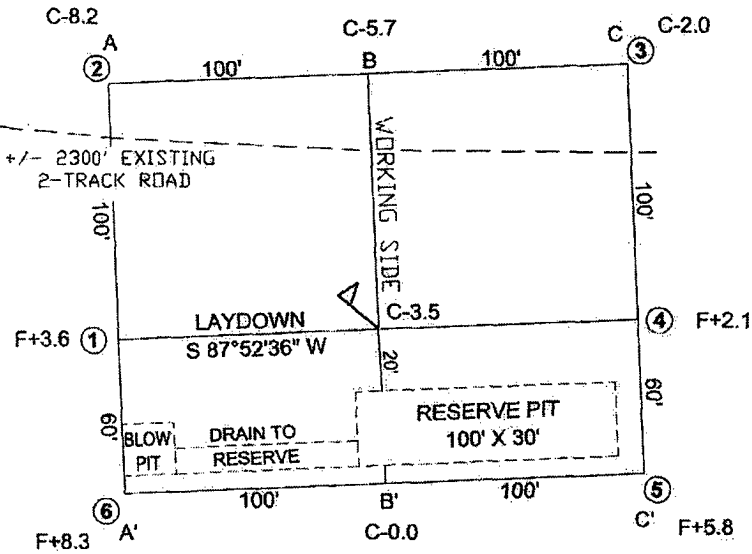 C-8.2
C-5.7
C-2.0
A
B
C
2
3
100'
100'
+/- 2300' EXISTING
2-TRACK ROAD
100'
WORKING SIDE
100'
C-3.5
F+3.6
1
LAYDOWN
S 87°52'36" W
20'
4
F+2.1
60'
60'
BLOW
PIT
DRAIN TO
RESERVE
RESERVE PIT
100' X 30'
100'
100'
6
A'
B'
C'
5
F+8.3
C-0.0
F+5.8